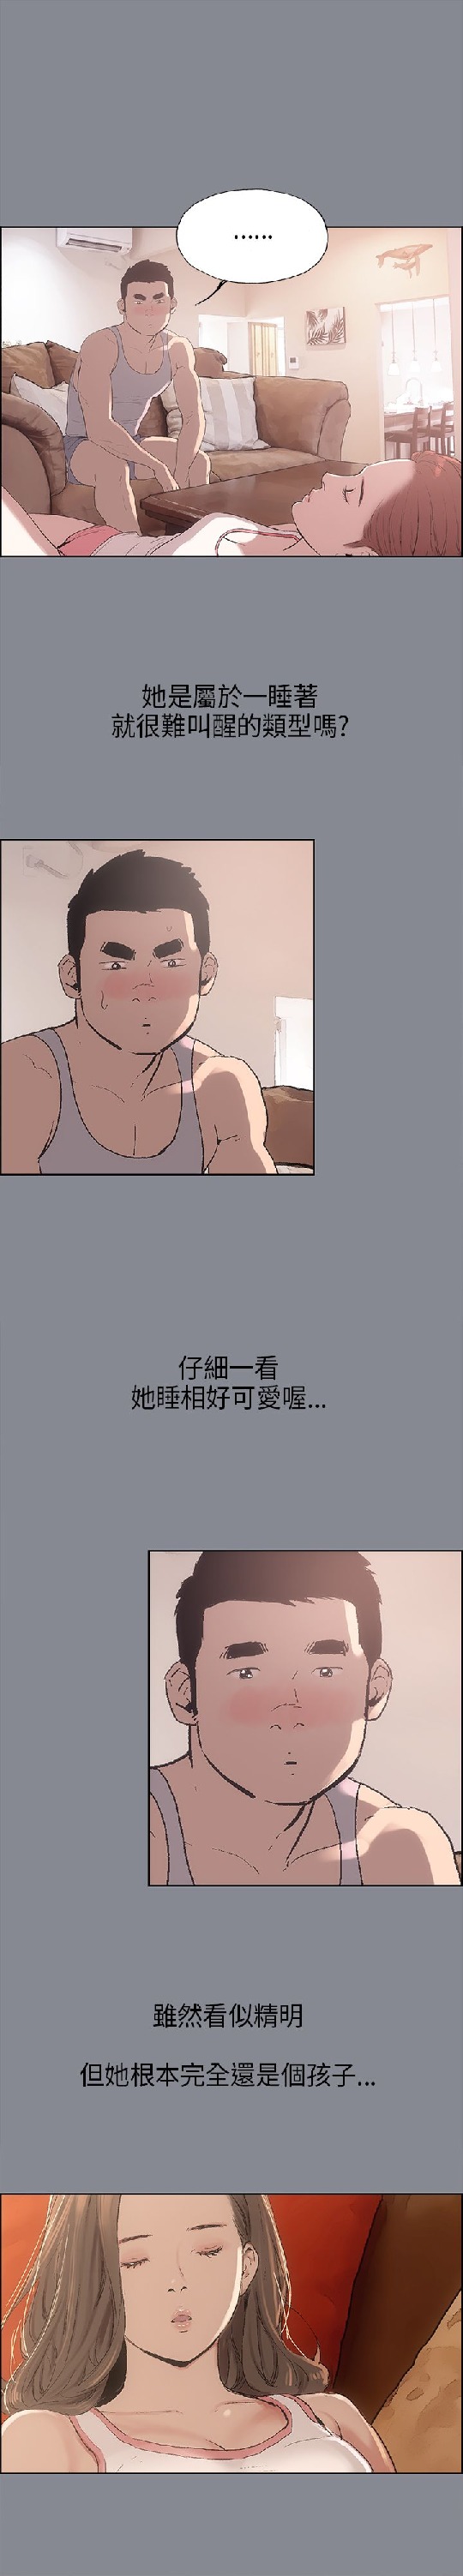 ......
她是屬於一睡著
就很難叫醒的類型嗎?
仔細一看
她睡相好可愛喔...
雖然看似精明
但她根本完全還是個孩子...